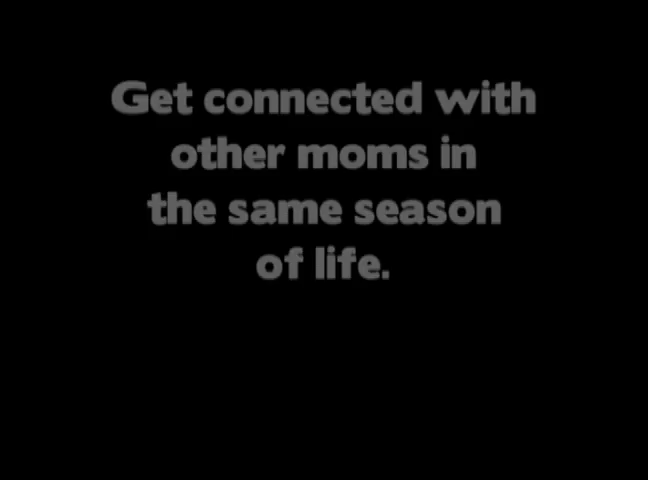 Get connected with
other moms in
the same season
of life.